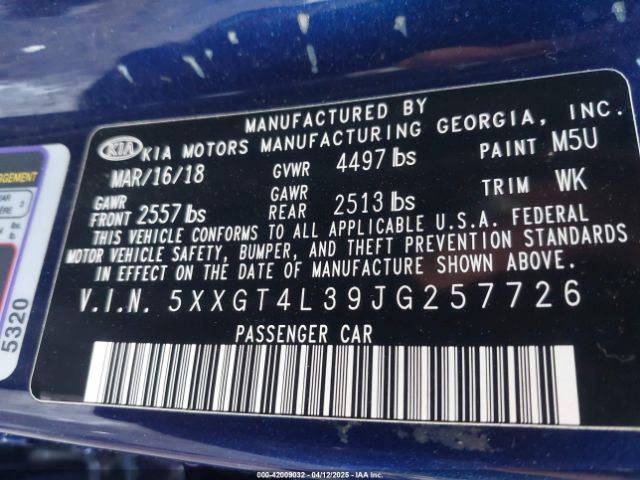 MANUFACTURED BY
KIA KIA MOTORS MANUFACTURING GEORGIA, INC.
MAR/16/18 GVWR 4497 lbs PAINT M5U
GAWR FRONT 2557 lbs GAWR REAR 2513 lbs TRIM WK
THIS VEHICLE CONFORMS TO ALL APPLICABLE U.S.A. FEDERAL
MOTOR VEHICLE SAFETY, BUMPER, AND THEFT PREVENTION STANDARDS
IN EFFECT ON THE DATE OF MANUFACTURE SHOWN ABOVE.
V.I.N. 5XXGT4L39JG257726
PASSENGER CAR
5320
000-42009032 - 04/12/2025 - IAAI.